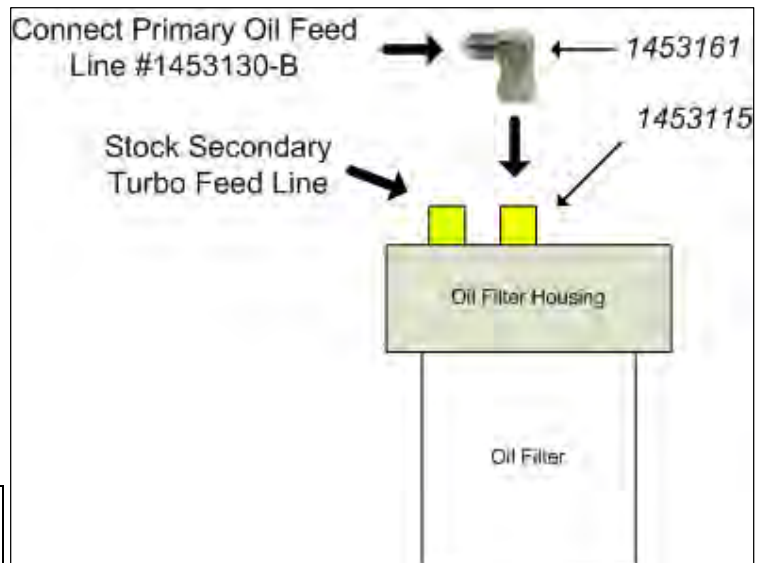 Connect Primary Oil Feed
Line #1453130-B
1453161
1453115
Stock Secondary
Turbo Feed Line
Oil Filter Housing
Oil Filter